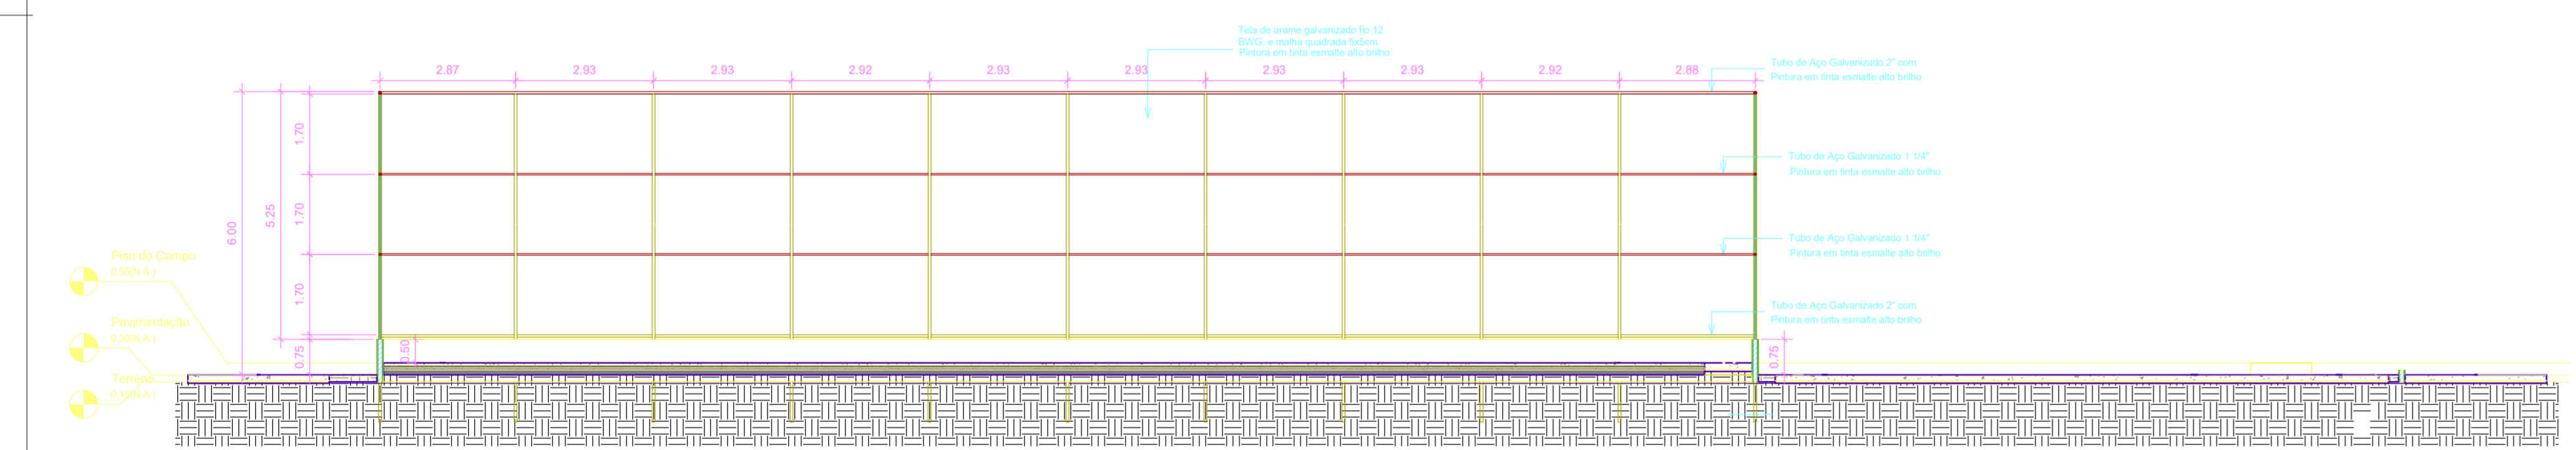 Tela de arame galvanizado fio 12
BWG, e malha quadrada 5x5cm
Pintura em tinta esmalte alto brilho
2.87
2.93
2.93
2.92
2.93
2.93
2.93
2.93
2.92
2.88
Tubo de Aço Galvanizado 2" com
Pintura em tinta esmalte alto brilho
1.70
Tubo de Aço Galvanizado 1 1/4"
Pintura em tinta esmalte alto brilho
6.00
5.25
1.70
Tubo de Aço Galvanizado 1 1/4"
Pintura em tinta esmalte alto brilho
Piso do Campo
1.70
Tubo de Aço Galvanizado 2" com
Pintura em tinta esmalte alto brilho
Pavimentação
0.30(N.A.)
0.75
0.50
0.75
Terreno